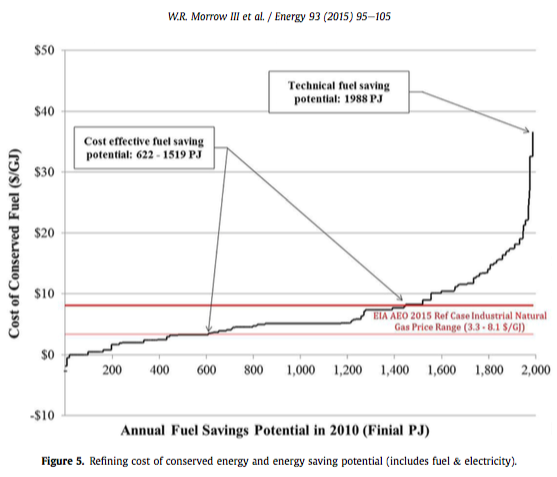 W.R. Morrow III et al. / Energy 93 (2015) 95–105
$50
Technical fuel saving
potential: 1988 PJ
$40
Cost effective fuel saving
potential: 622 - 1519 PJ
$30
Cost of Conserved Fuel ($/GJ)
$20
$10
EIA AEO 2015 Ref Case Industrial Natural
Gas Price Range (3.3 - 8.1 $/GJ)
$0
200 400 600 800 1,000 1,200 1,400 1,600 1,800 2,000
-$10
Annual Fuel Savings Potential in 2010 (Finial PJ)
Figure 5. Refining cost of conserved energy and energy saving potential (includes fuel & electricity).